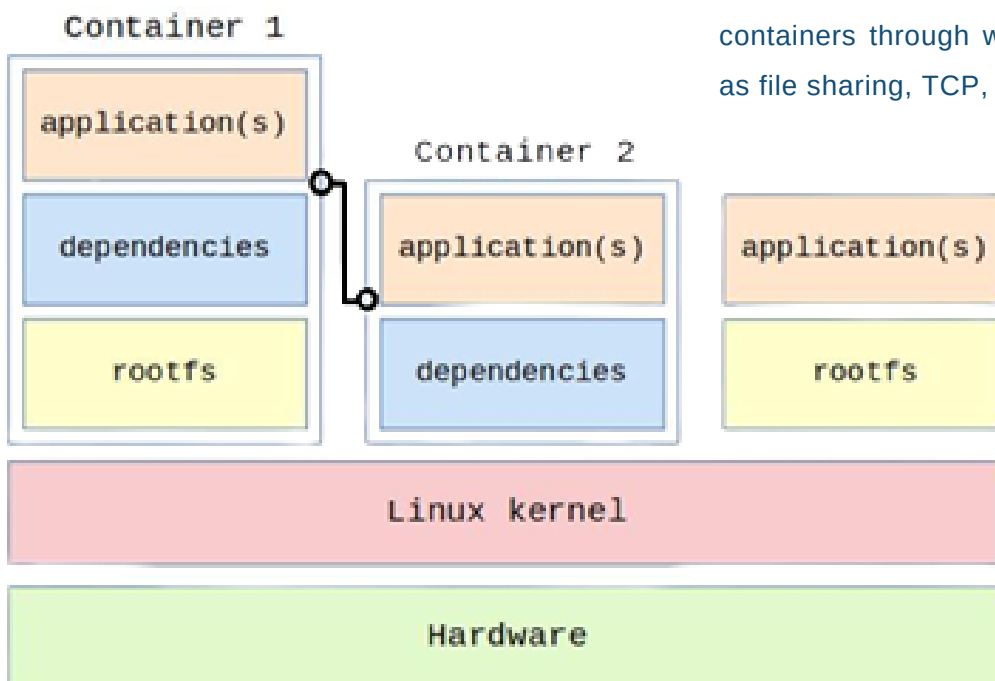 Container 1
containers through
as file sharing, TCP,
application(s)
Container 2
dependencies
application(s)
application(s)
rootfs
dependencies
rootfs
Linux kernel
Hardware